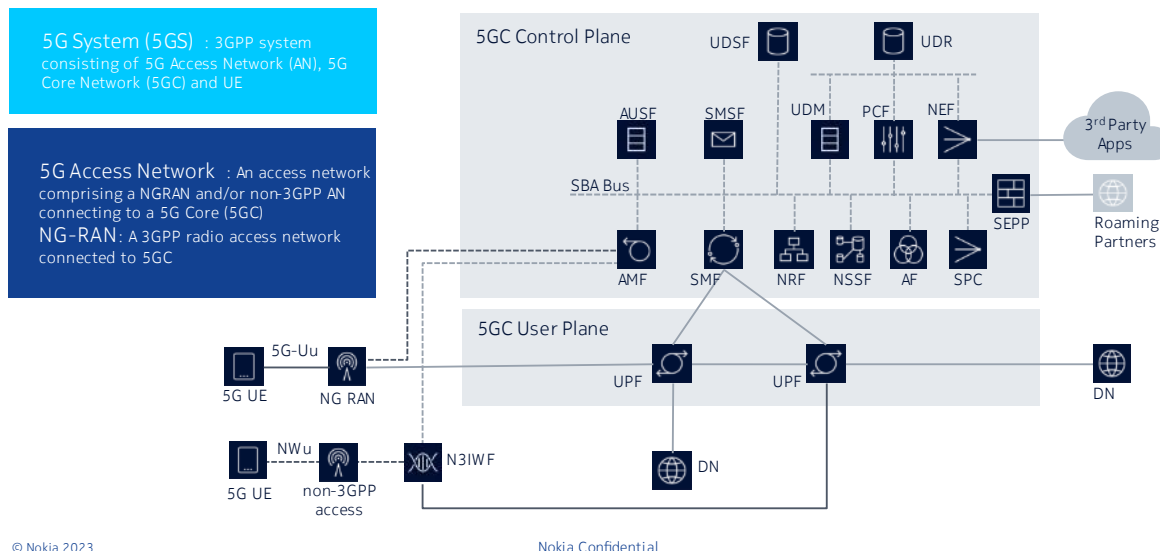 5G System (5GS) : 3GPP system
consisting of 5G Access Network (AN), 5G
Core Network (5GC) and UE
5G Access Network : An access network
comprising a NGRAN and/or non-3GPP AN
connecting to a 5G Core (5GC)
NG-RAN: A 3GPP radio access network
connected to 5GC
5GC Control Plane
UDSF
UDR
AUSF
SMSF
UDM
PCF
NEF
3rd Party
Apps
SBA Bus
SEPP
Roaming
Partners
AMF
SMF
NRF
NSSF
AF
SPC
5GC User Plane
5G-Uu
5G UE
NG RAN
UPF
UPF
DN
NWu
N3IWF
DN
5G UE
non-3GPP
access
© Nokia 2023
Nokia Confidential